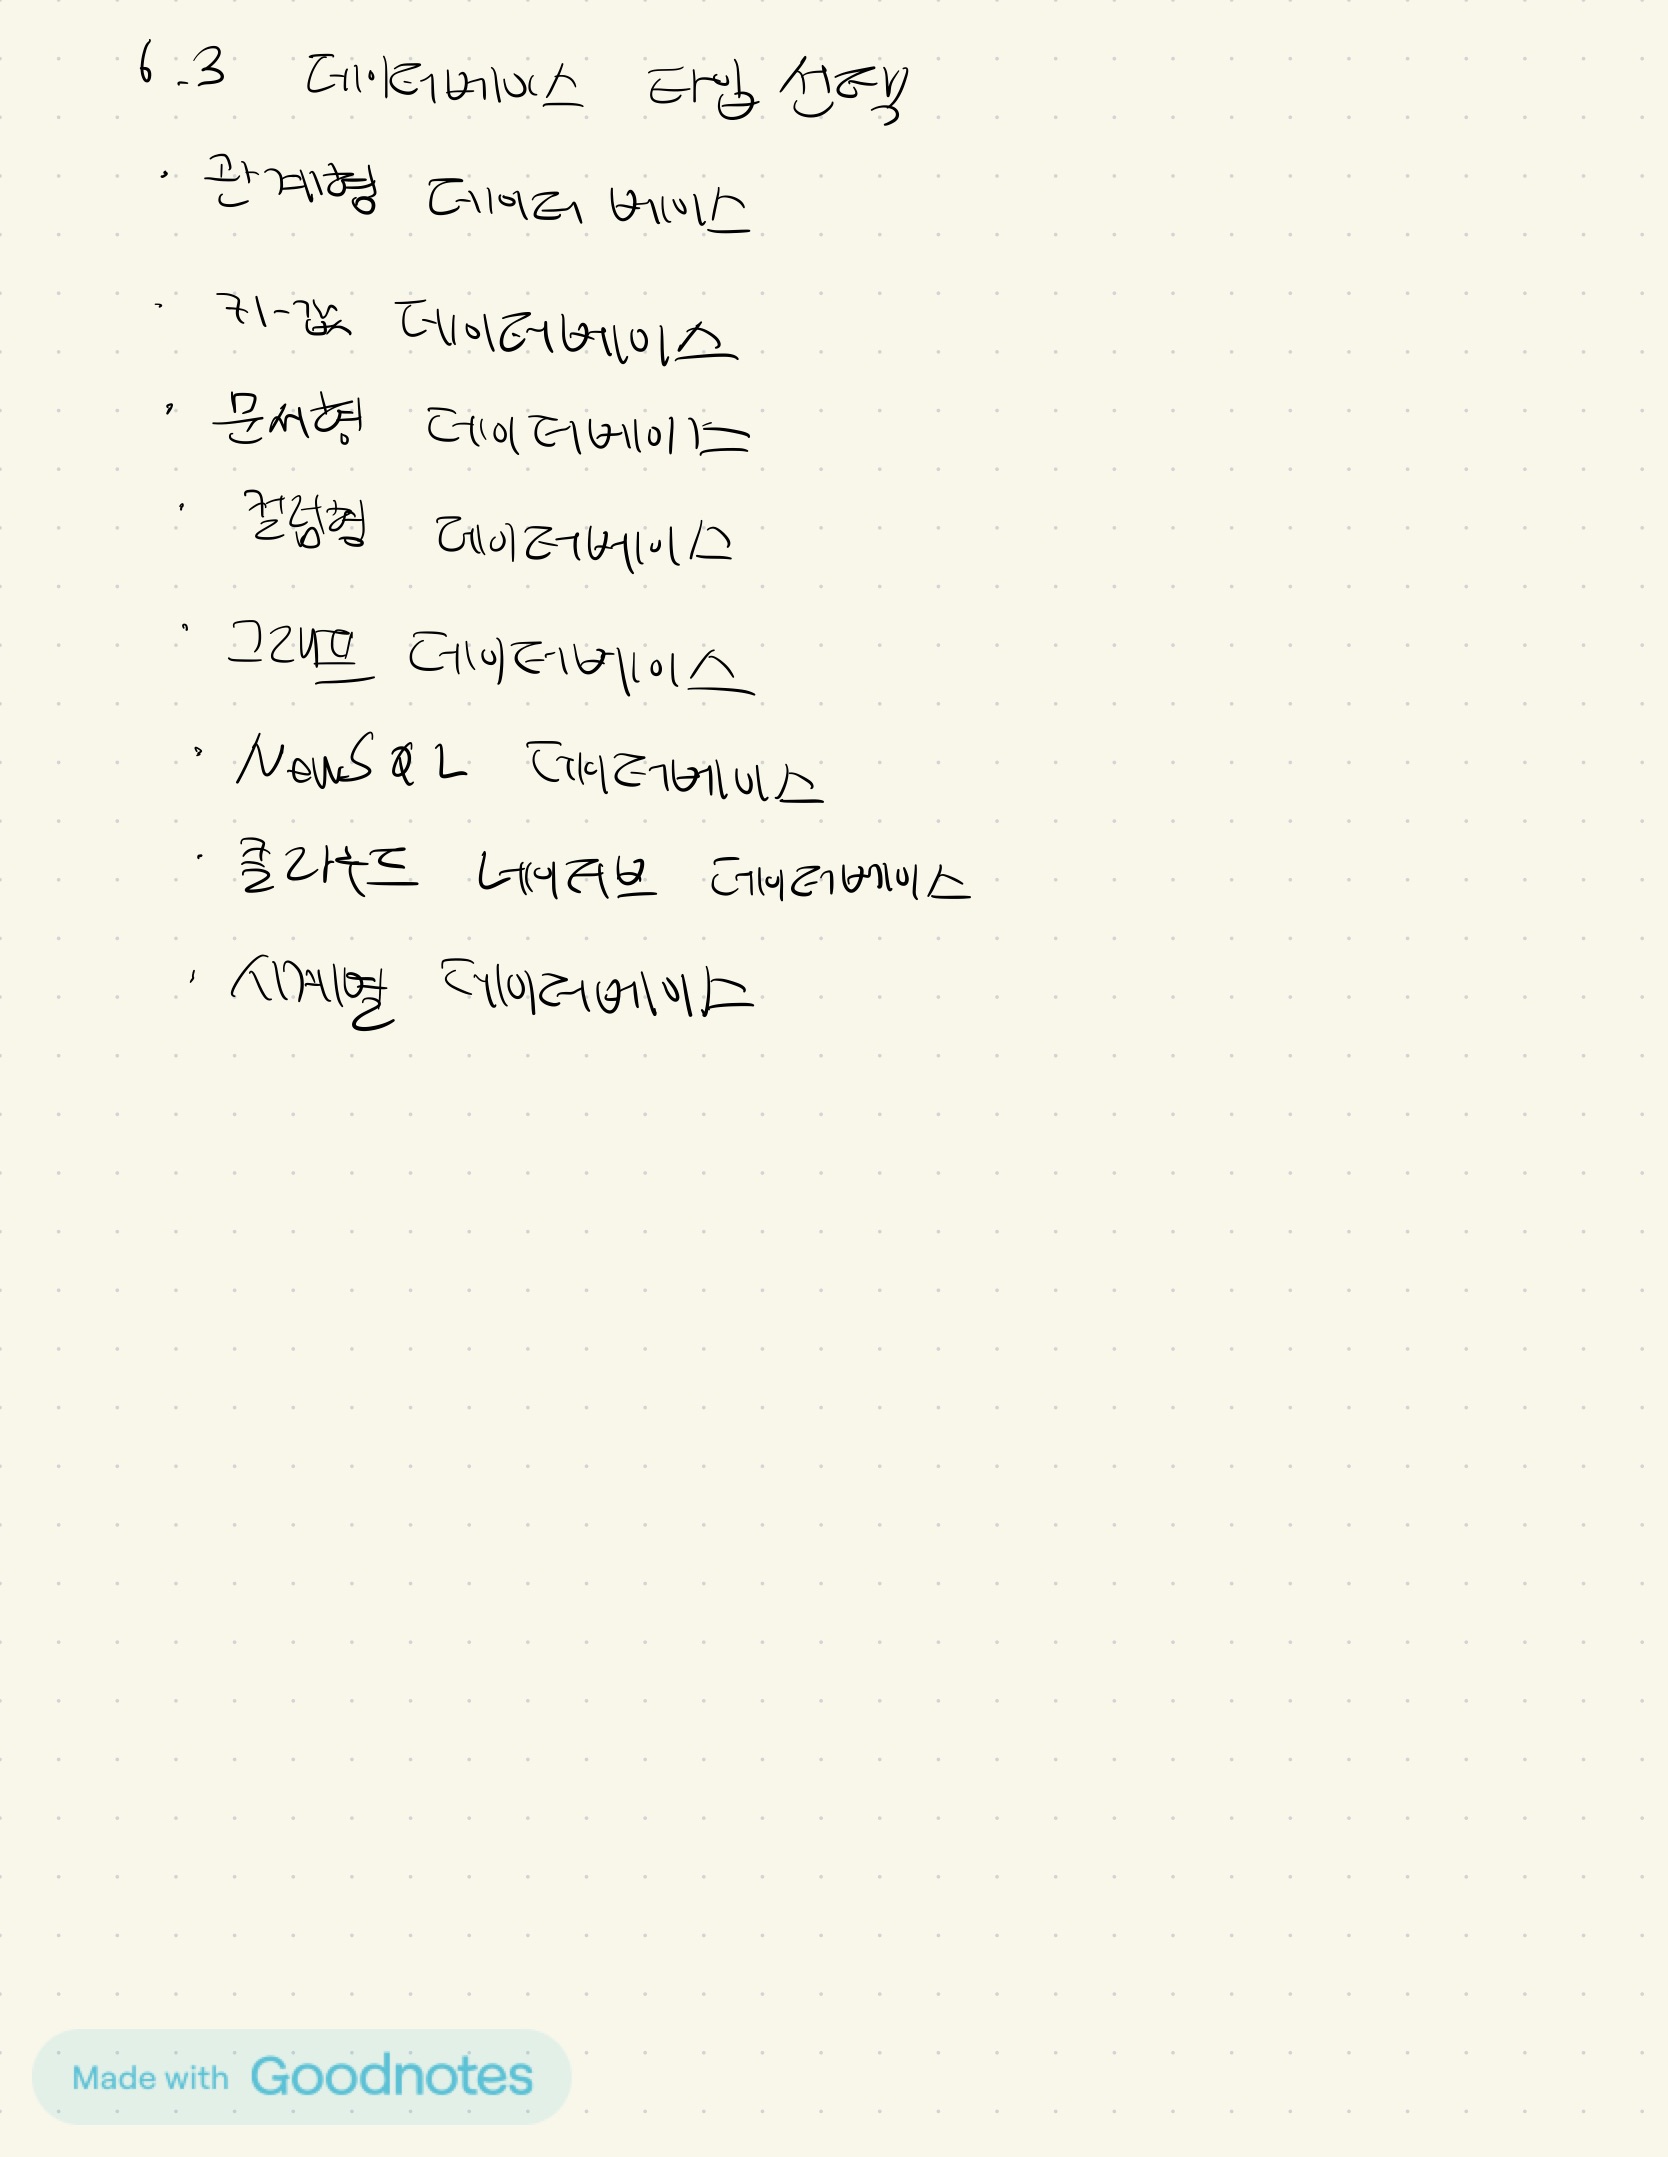 6.3 데이터베이스 타입 선택
· 관계형 데이터 베이스
· 키-값 데이터베이스
· 문서형 데이터베이스
· 컬럼형 데이터베이스
· 그래프 데이터베이스
· NewSQL 데이터베이스
· 클라우드 네이티브 데이터베이스
· 시계열 데이터베이스
Made with Goodnotes